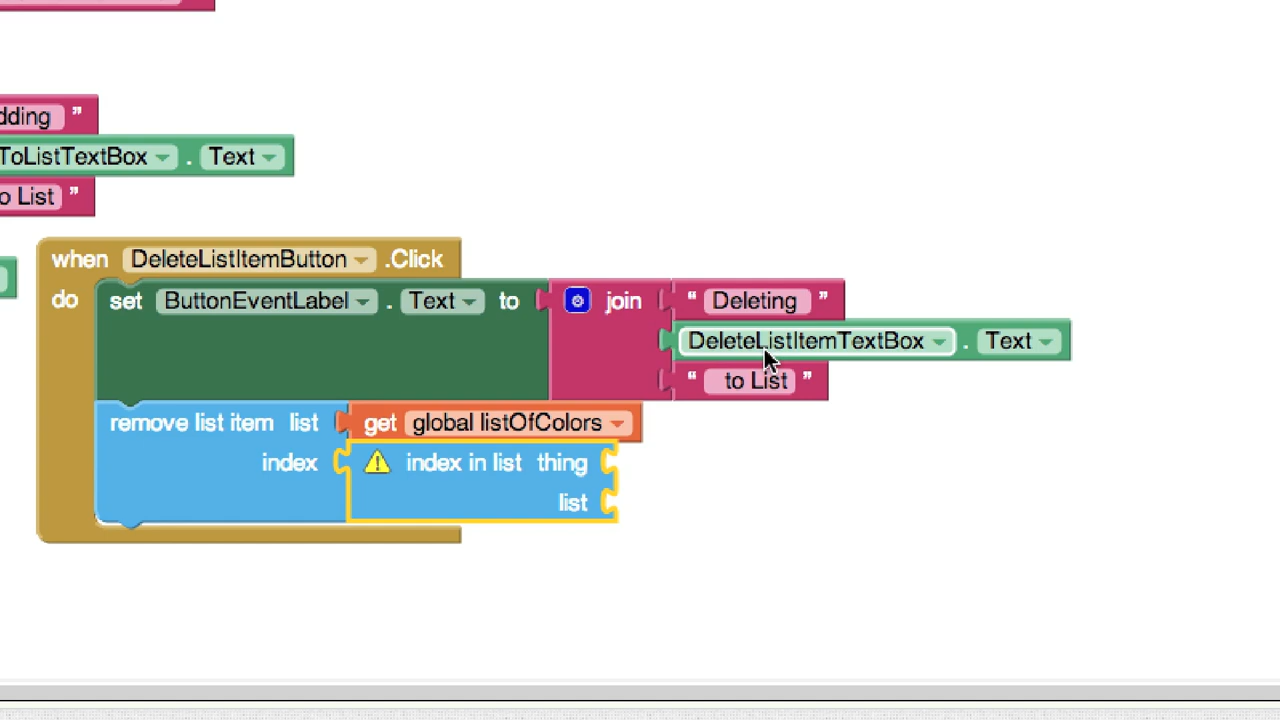 dding ”
ToListTextBox . Text
o List ”
when DeleteListItemButton .Click
do set ButtonEventLabel . Text to join “ Deleting ”
DeleteListItemTextBox . Text
“ to List ”
remove list item list get global listOfColors
index index in list thing
list